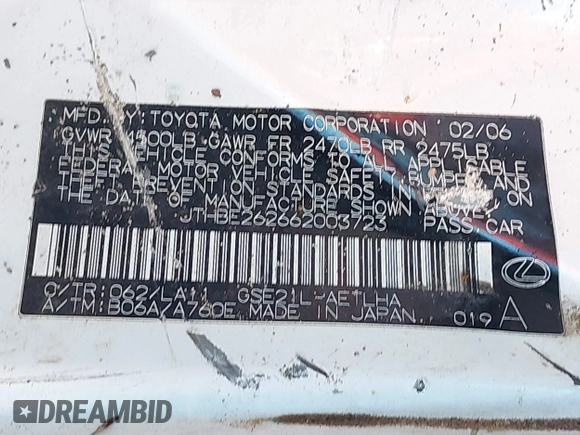 MFD. BY: TOYOTA MOTOR CORPORATION 02/06
GVWR 4500LB GAWR FR 2470LB RR 2475LB
THIS VEHICLE CONFORMS TO ALL APPLICABLE
FEDERAL MOTOR VEHICLE SAFETY, BUMPER, AND
THEFT PREVENTION STANDARDS IN EFFECT ON
THE DATE OF MANUFACTURE SHOWN ABOVE.
JTHBE262662003723 PASS.CAR
C/TR:062/LA11 GSE21L-AETLHA
A/TM:B06A/A760E MADE IN JAPAN 019 A
DREAMBID